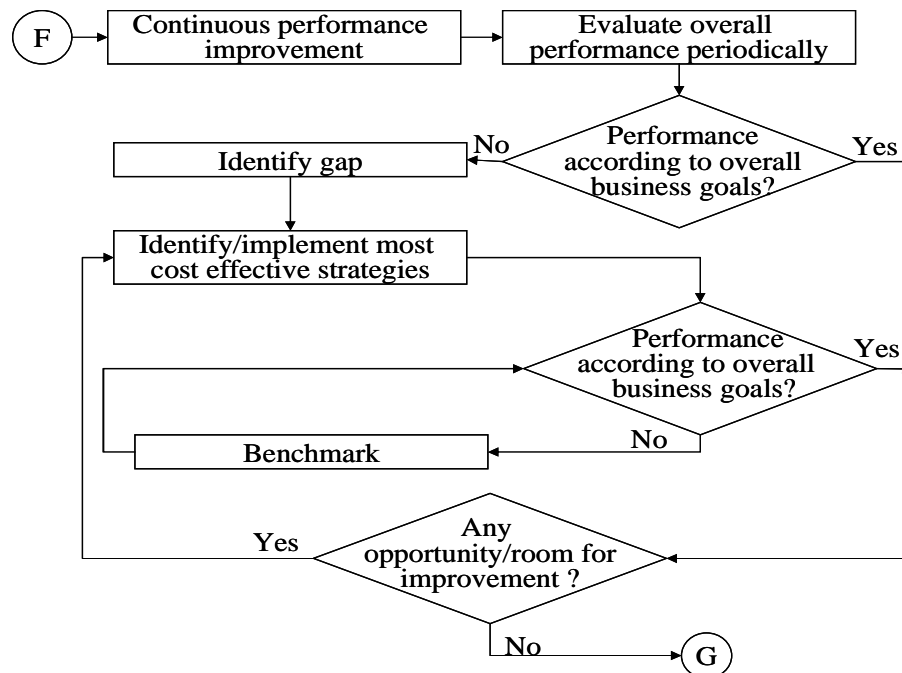 F
Continuous performance
improvement
Evaluate overall
performance periodically
Performance
according to overall
business goals?
No
Yes
Identify gap
Identify/implement most
cost effective strategies
Performance
according to overall
business goals?
Yes
No
Benchmark
Any
opportunity/room for
improvement ?
Yes
No
G